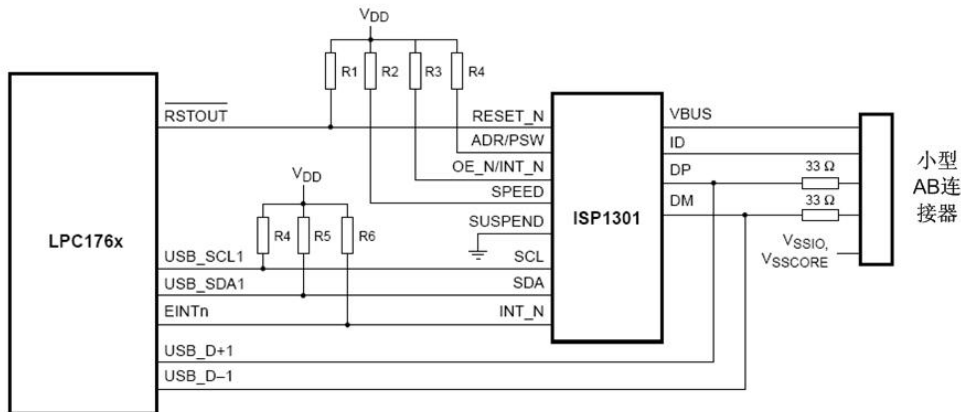 VDD
R1 R2 R3 R4
RSTOUT
RESET_N
ADR/PSW
OE_N/INT_N
SPEED
SUSPEND
VDD
R4 R5 R6
LPC176x
USB_SCL1
USB_SDA1
EINTn
USB_D+1
USB_D–1
SCL
SDA
INT_N
ISP1301
VBUS
ID
DP
DM
33 Ω
33 Ω
VSSIO,
VSSCORE
小型
AB连
接器